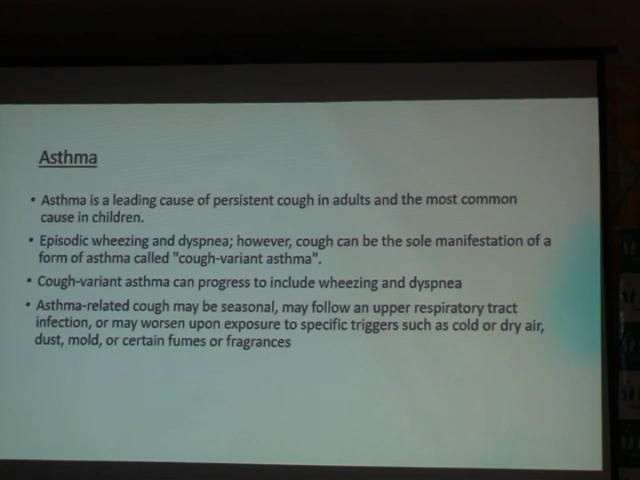 Asthma
• Asthma is a leading cause of persistent cough in adults and the most common
cause in children.
• Episodic wheezing and dyspnea; however, cough can be the sole manifestation of a
form of asthma called "cough-variant asthma".
• Cough-variant asthma can progress to include wheezing and dyspnea
• Asthma-related cough may be seasonal, may follow an upper respiratory tract
infection, or may worsen upon exposure to specific triggers such as cold or dry air,
dust, mold, or certain fumes or fragrances